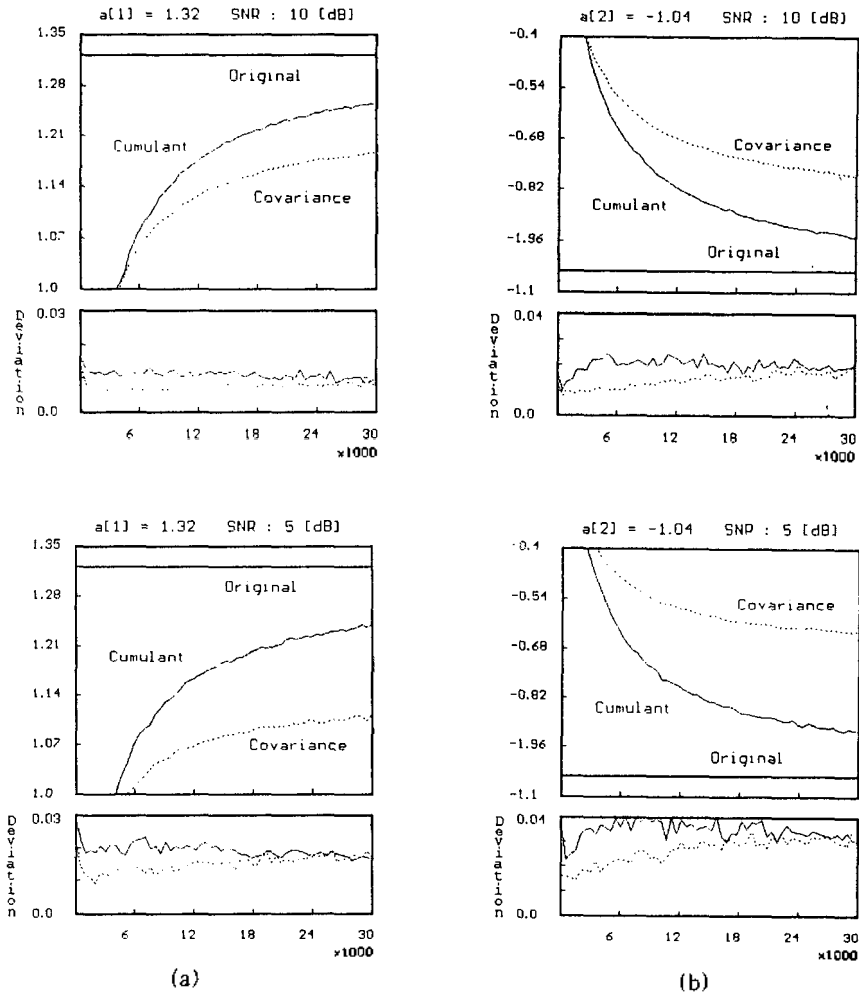 a[1] = 1.32 SNR : 10 [dB]
1.35
1.28
1.21
1.14
1.07
1.0
Original
Cumulant
Covariance
Deviation
0.03
0.0
6 12 18 24 30
×1000
a[2] = -1.04 SNR : 10 [dB]
-0.4
-0.54
-0.68
-0.82
-1.96
-1.1
Covariance
Cumulant
Original
Deviation
0.04
0.0
6 12 18 24 30
×1000
a[1] = 1.32 SNR : 5 [dB]
1.35
1.28
1.21
1.14
1.07
1.0
Original
Cumulant
Covariance
Deviation
0.03
0.0
6 12 18 24 30
×1000
(a)
a[2] = -1.04 SNR : 5 [dB]
-0.4
-0.54
-0.68
-0.82
-1.96
-1.1
Covariance
Cumulant
Original
Deviation
0.04
0.0
6 12 18 24 30
×1000
(b)